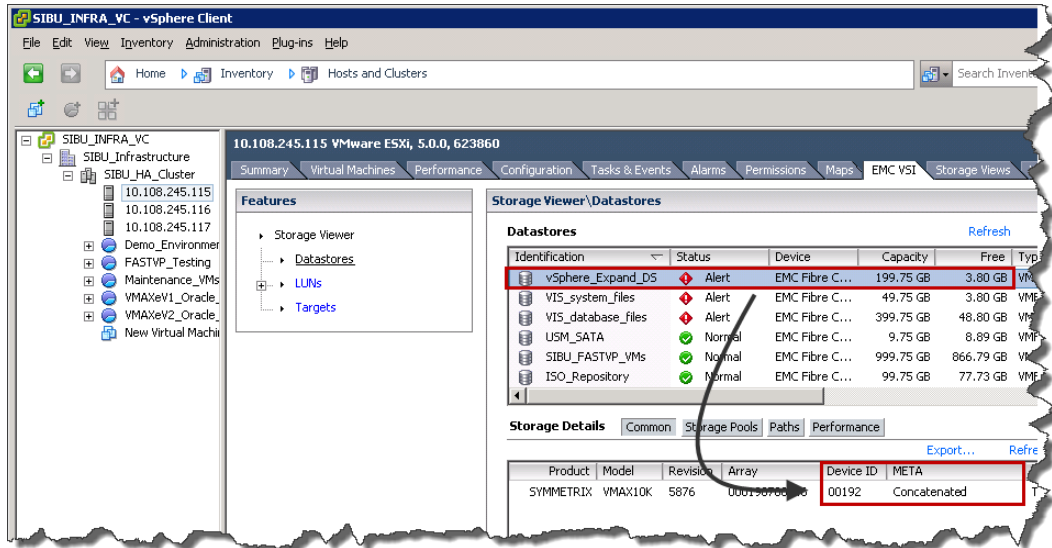 SIBU_INFRA_VC - vSphere Clien
File Edit View Inventory Administration Plug-ins Help
Home Inventory Hosts and Clusters Search Invent
SIBU_INFRA_VC
SIBU_Infrastructure
SIBU_HA_Cluster
10.108.245.115
10.108.245.116
10.108.245.117
Demo_Environmer
FASTVP_Testing
Maintenance_VMs
VMAXeV1_Oracle_
VMAXeV2_Oracle_
New Virtual Machi
10.108.245.115 VMware ESXi, 5.0.0, 623860
Summary Virtual Machines Performance Configuration Tasks & Events Alarms Permissions Maps EMC VSI Storage Views
Features
Storage Viewer
Datastores
LUNs
Targets
Storage Viewer\Datastores
Datastores Refresh
Identification Status Device Capacity Free Typ
vSphere_Expand_DS Alert EMC Fibre C... 199.75 GB 3.80 GB
VIS_system_files Alert EMC Fibre C... 49.75 GB 3.80 GB VMF
VIS_database_files Alert EMC Fibre C... 399.75 GB 48.80 GB VMF
USM_SATA Normal EMC Fibre C... 9.75 GB 8.89 GB VMF
SIBU_FASTVP_VMs Normal EMC Fibre C... 999.75 GB 866.79 GB
ISO_Repository Normal EMC Fibre C... 99.75 GB 77.73 GB VMF
Storage Details Common Storage Pools Paths Performance
Export... Refre
Product Model Revision Array Device ID META
SYMMETRIX VMAX10K 5876 00192 Concatenated T